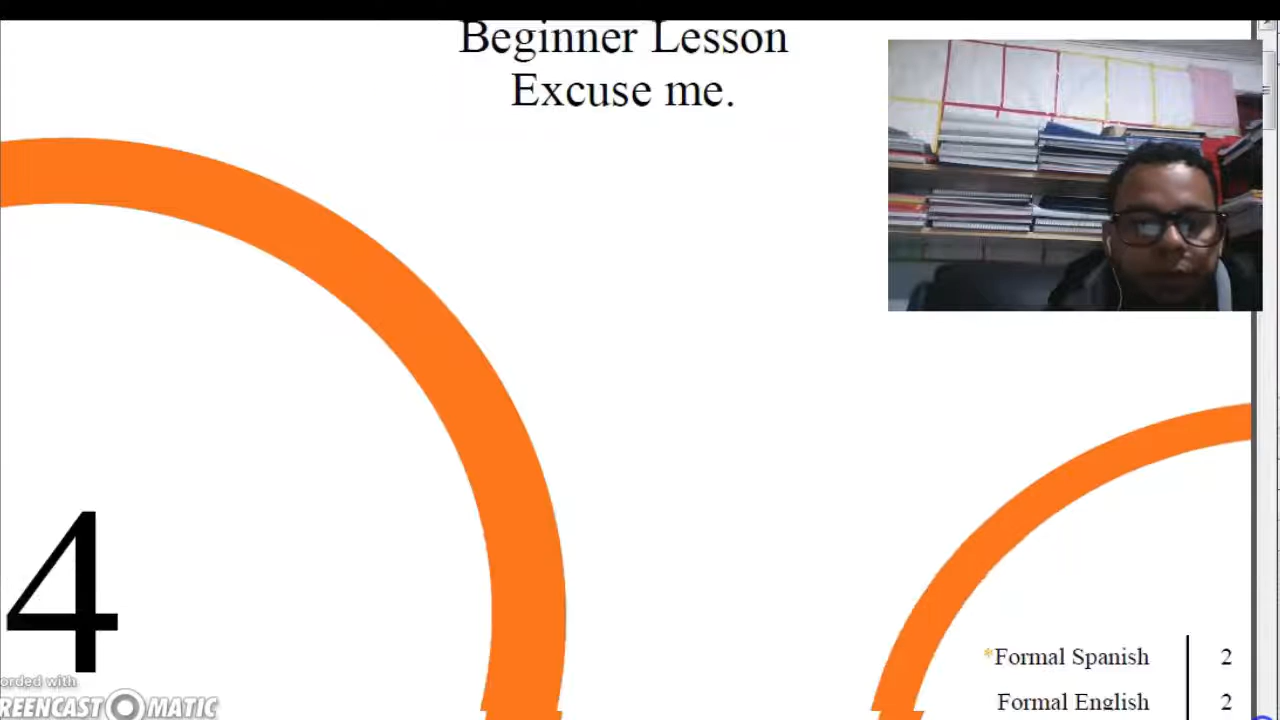 Beginner Lesson
Excuse me.
4
*Formal Spanish 2
Formal English 2
orded with
REENCAST MATIC